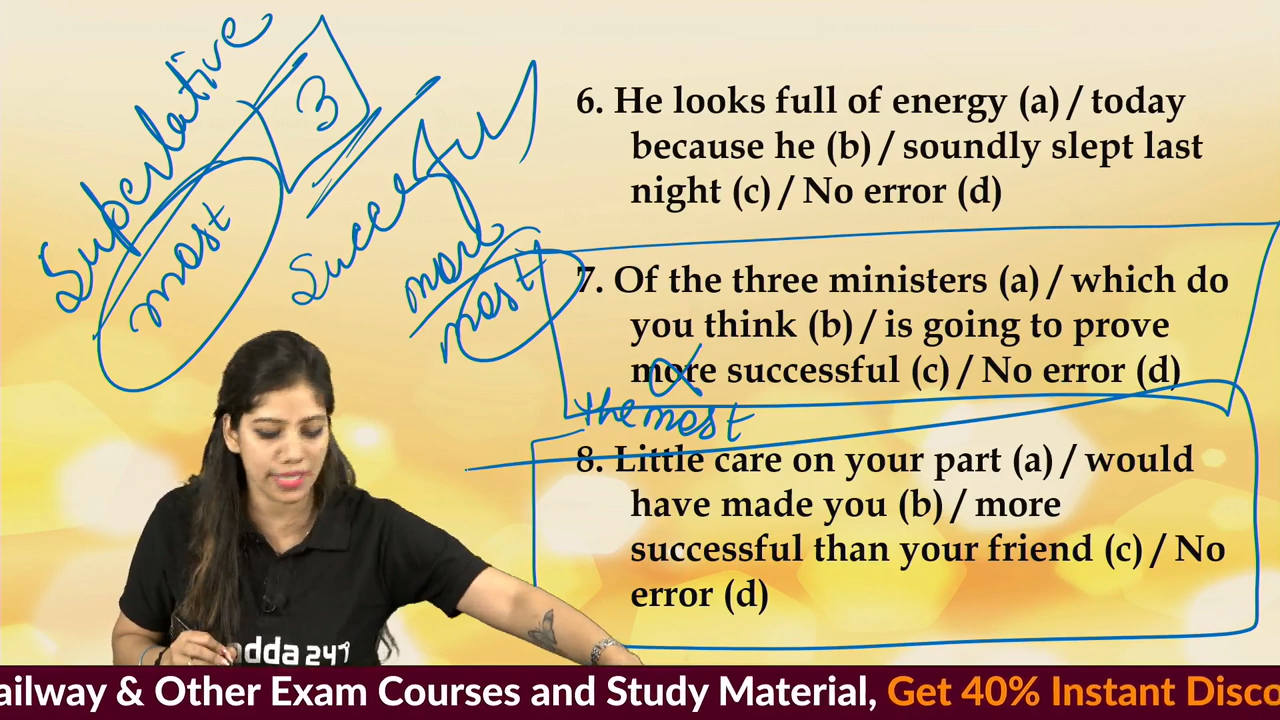 Superlative
most
3
Successful
more
most
6. He looks full of energy (a) / today
because he (b) / soundly slept last
night (c) / No error (d)
7. Of the three ministers (a) / which do
you think (b) / is going to prove
more successful (c) / No error (d)
the most
8. Little care on your part (a) / would
have made you (b) / more
successful than your friend (c) / No
error (d)
adda 247
ailway & Other Exam Courses and Study Material, Get 40% Instant Disco